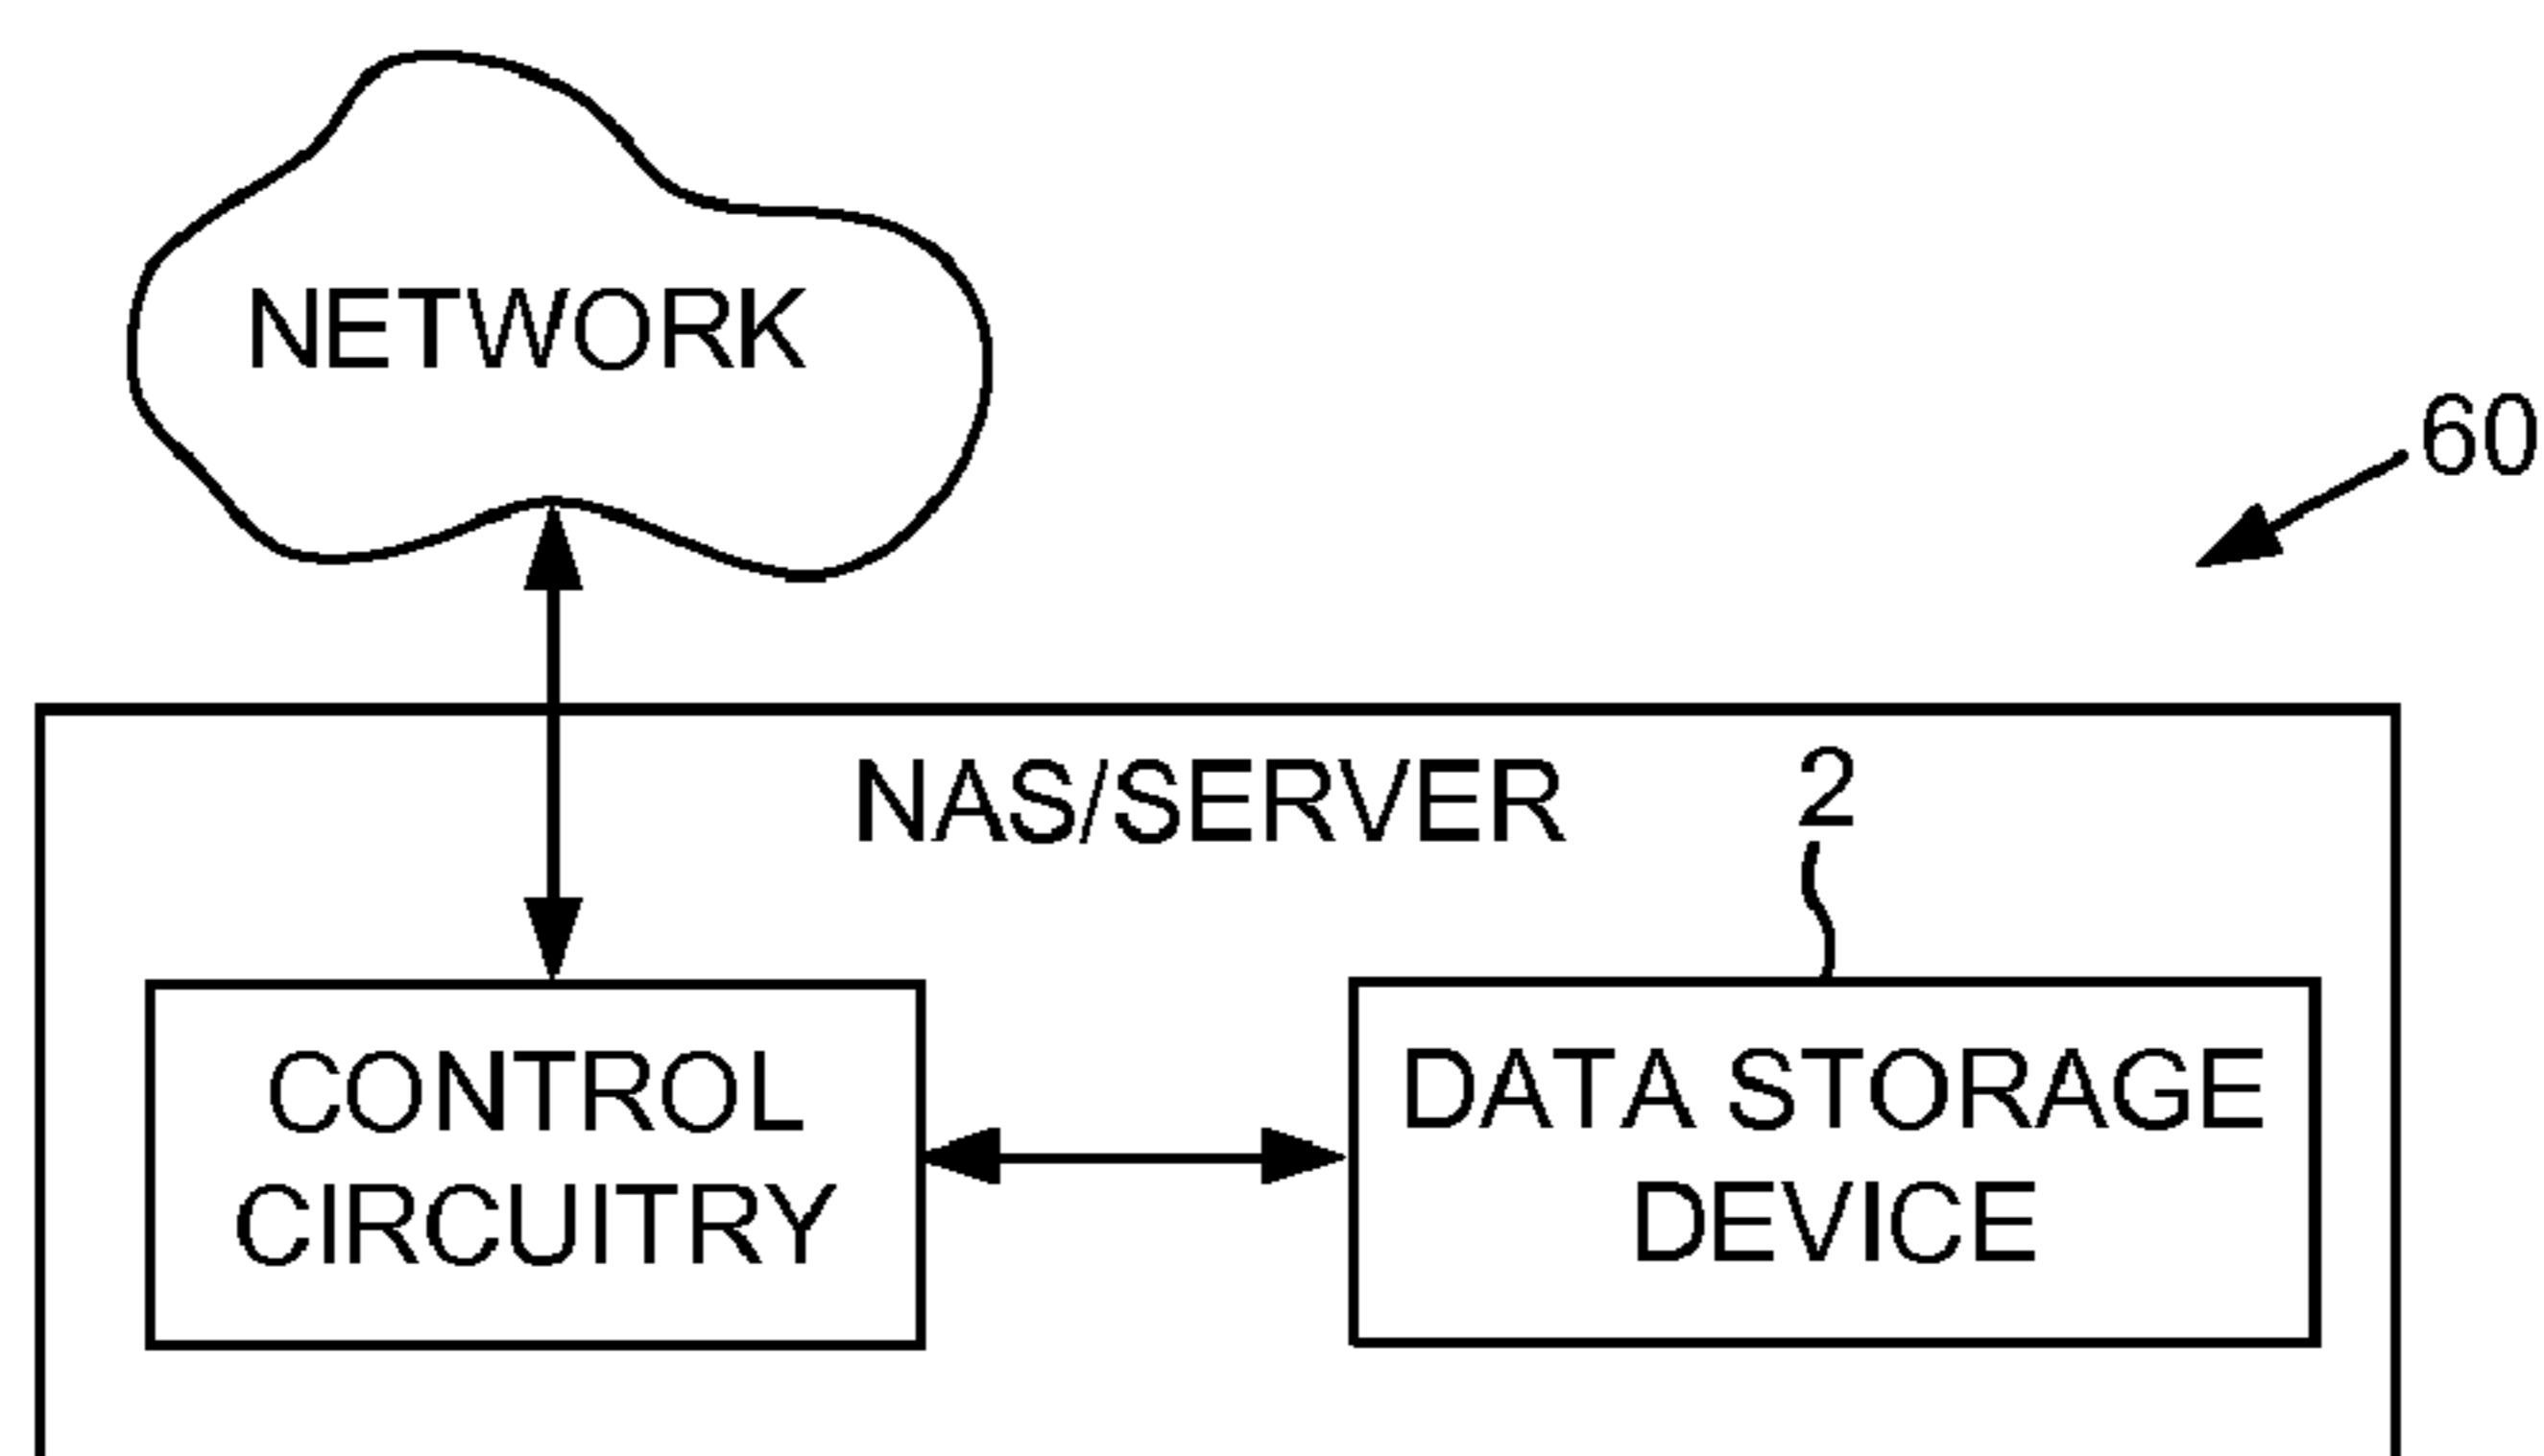 NETWORK
60
NAS/SERVER
2
CONTROL
CIRCUITRY
DATA STORAGE
DEVICE